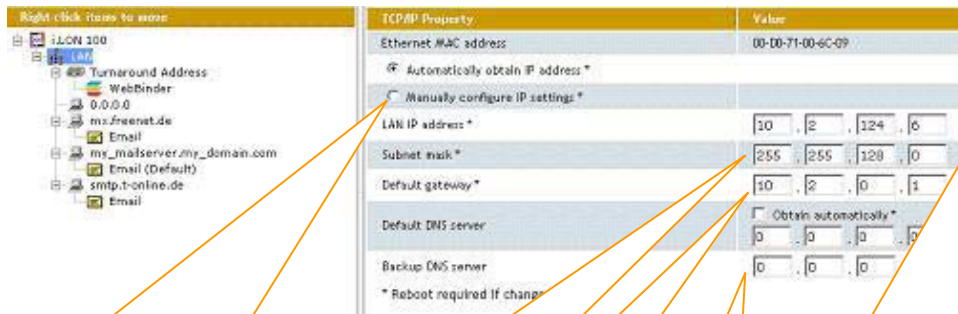 Right-click items to move
i.LON 100
LAN
Turnaround Address
WebBinder
0.0.0.0
mx.freenet.de
Email
my_mailserver.my_domain.com
Email (Default)
smtp.t-online.de
Email
TCP/IP Property Value
Ethernet MAC address 00-D0-71-00-6C-09
Automatically obtain IP address *
Manually configure IP settings *
LAN IP address * 10 . 2 . 124 . 6
Subnet mask * 255 . 255 . 128 . 0
Default gateway * 10 . 2 . 0 . 1
Obtain automatically *
Default DNS server 0 . 0 . 0 . 0
Backup DNS server 0 . 0 . 0
* Reboot required if change